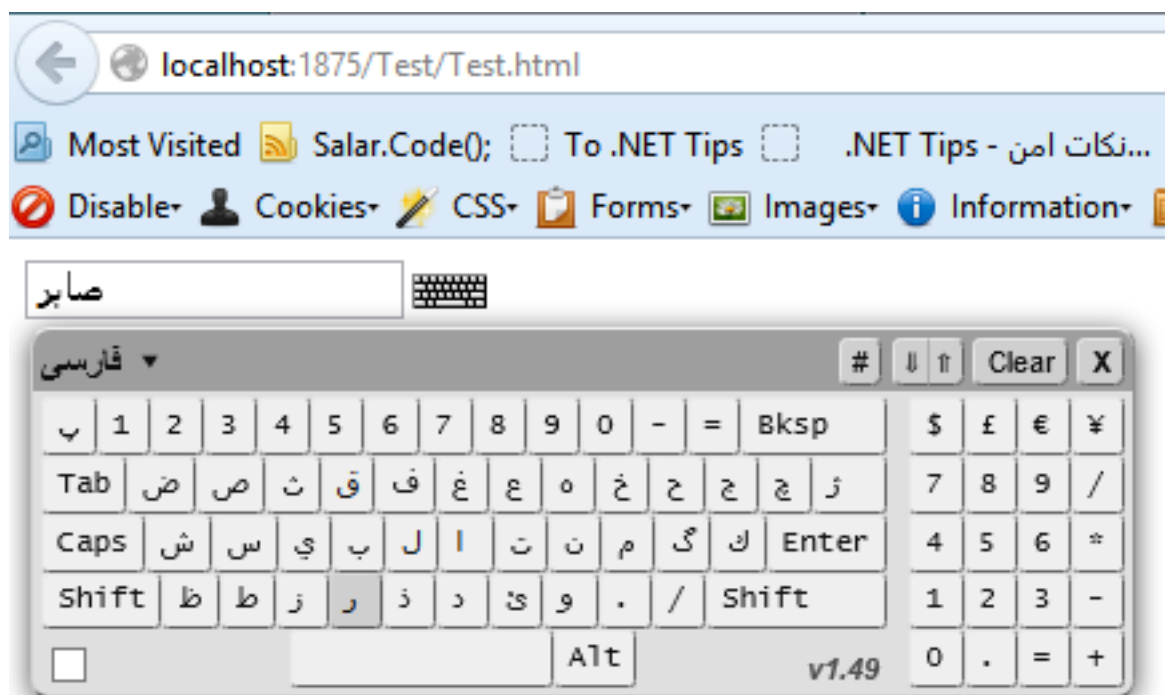 localhost:1875/Test/Test.html
Most Visited Salar.Code(); To .NET Tips .NET Tips - نکات امن...
Disable Cookies CSS Forms Images Information
صابر
فارسی # ⇓ ⇑ Clear X
پ 1 2 3 4 5 6 7 8 9 0 - = Bksp $ £ € ¥
Tab ض ص ث ق ف غ ع ه خ ح ج چ ژ 7 8 9 /
Caps ش س ي ب ل ا ت ن م گ ك Enter 4 5 6 *
Shift ظ ط ز ر ذ د ئ و . / Shift 1 2 3 -
Alt v1.49 0 . = +